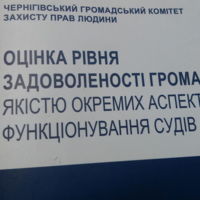 ЧЕРНІГІВСЬКИЙ ГРОМАДСЬКИЙ КОМІТЕТ
ЗАХИСТУ ПРАВ ЛЮДИНИ
ОЦІНКА РІВНЯ
ЗАДОВОЛЕНОСТІ ГРОМА
ЯКІСТЮ ОКРЕМИХ АСПЕКТ
ФУНКЦІОНУВАННЯ СУДІВ